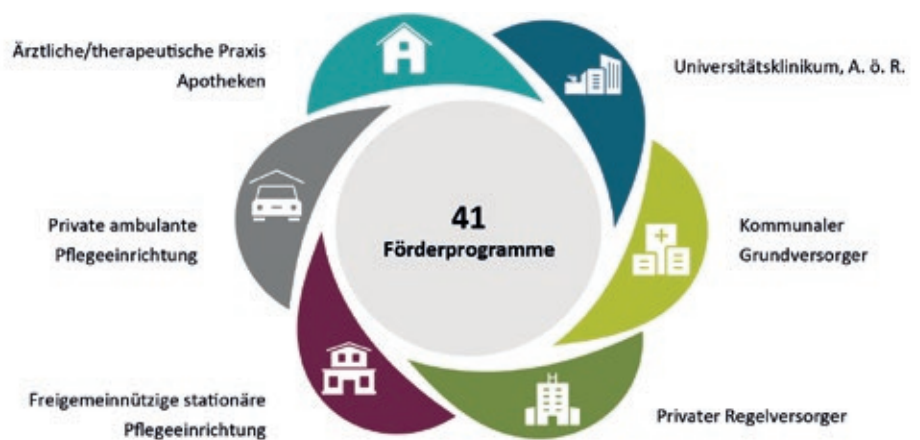 Ärztliche/therapeutische Praxis
Apotheken
Universitätsklinikum, A. ö. R.
Private ambulante
Pflegeeinrichtung
41
Förderprogramme
Kommunaler
Grundversorger
Freigemeinnützige stationäre
Pflegeeinrichtung
H
Privater Regelversorger